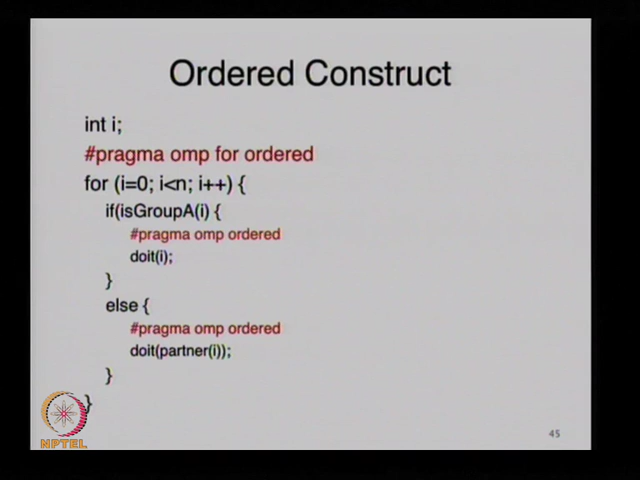 Ordered Construct
int i;
#pragma omp for ordered
for (i=0; i<n; i++) {
if(isGroupA(i) {
#pragma omp ordered
doit(i);
}
else {
#pragma omp ordered
doit(partner(i));
}
}
NPTEL
45